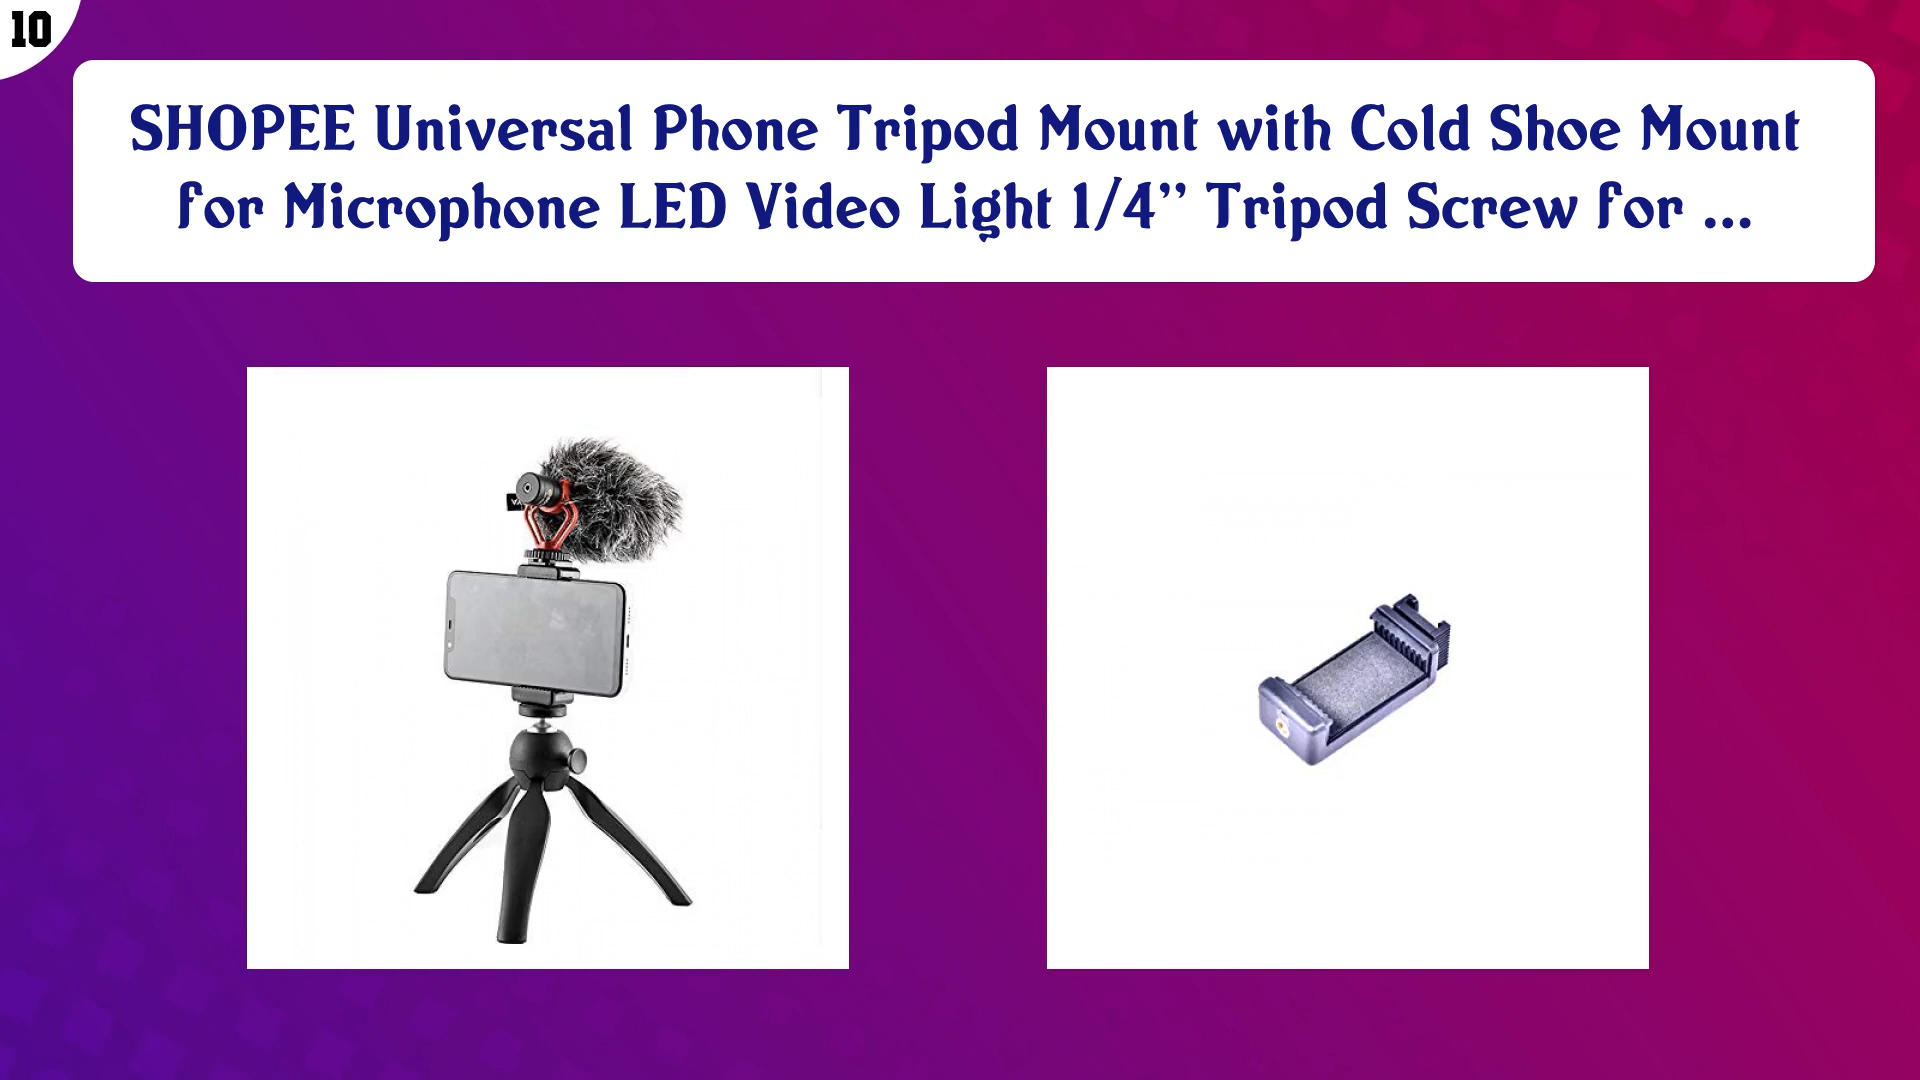 10
SHOPEE Universal Phone Tripod Mount with Cold Shoe Mount
for Microphone LED Video Light 1/4” Tripod Screw for ...